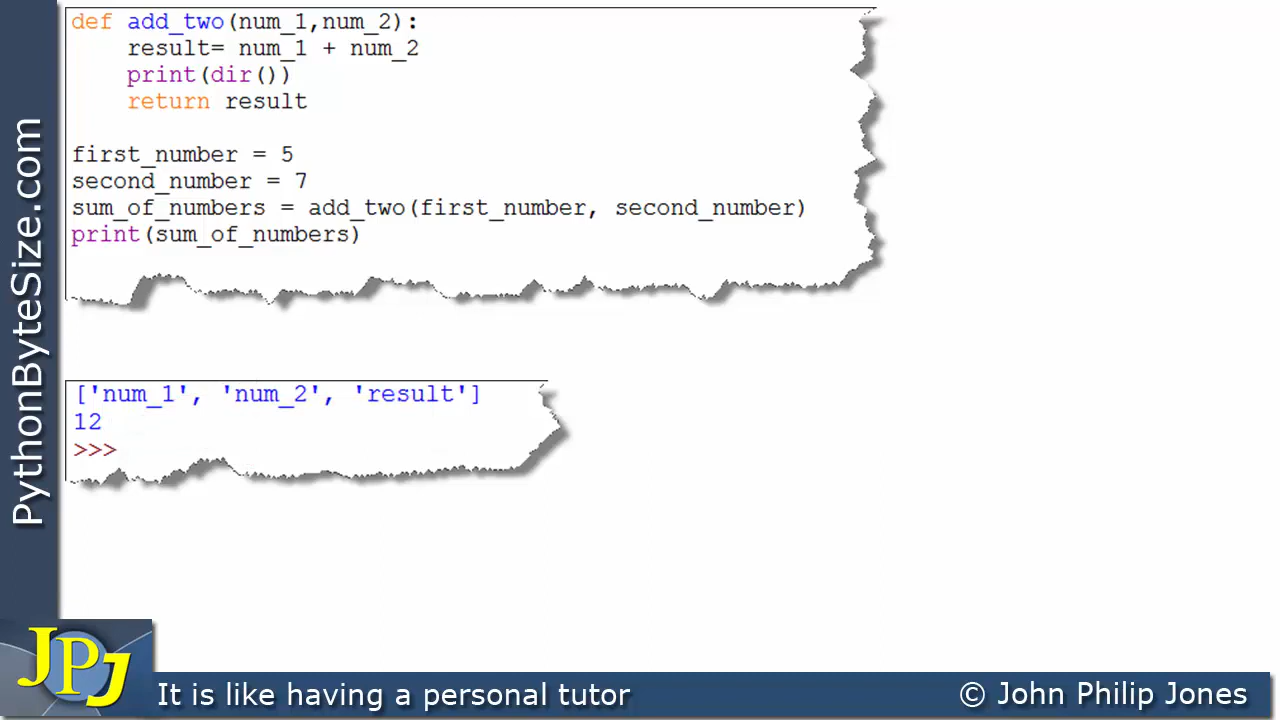 def add_two(num_1,num_2):
    result= num_1 + num_2
    print(dir())
    return result
first_number = 5
second_number = 7
sum_of_numbers = add_two(first_number, second_number)
print(sum_of_numbers)
['num_1', 'num_2', 'result']
12
>>>
PythonByteSize.com
JPJ
It is like having a personal tutor
© John Philip Jones